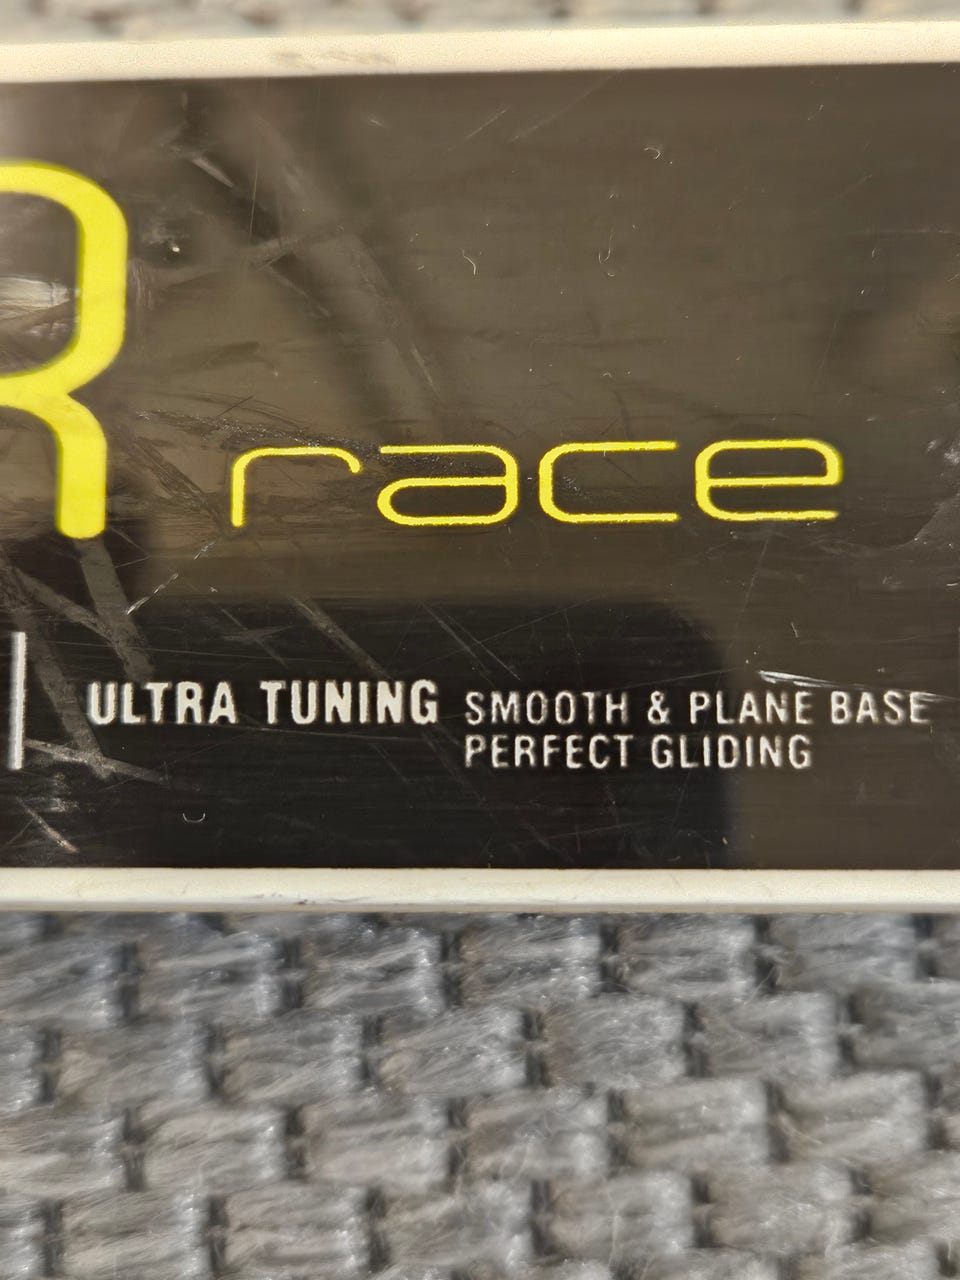 R race
ULTRA TUNING SMOOTH & PLANE BASE
PERFECT GLIDING